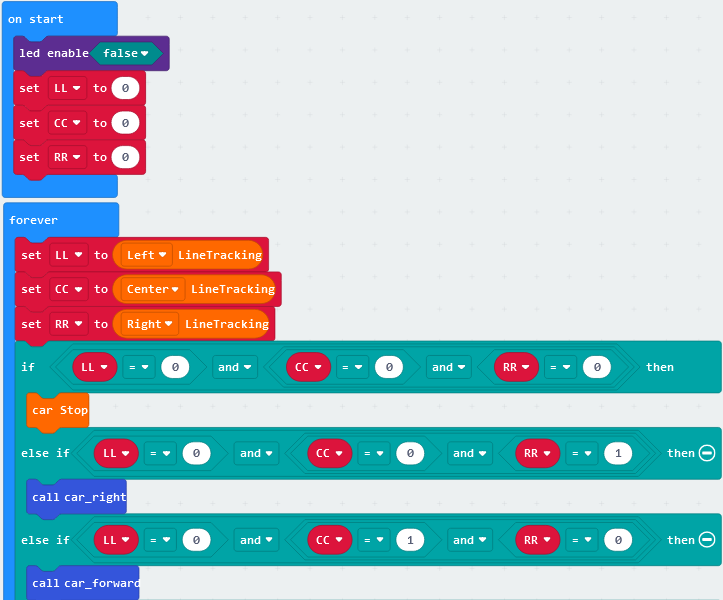 on start
led enable false
set LL to 0
set CC to 0
set RR to 0
forever
set LL to Left LineTracking
set CC to Center LineTracking
set RR to Right LineTracking
if LL = 0 and CC = 0 and RR = 0 then
car Stop
else if LL = 0 and CC = 0 and RR = 1 then
call car_right
else if LL = 0 and CC = 1 and RR = 0 then
call car_forward